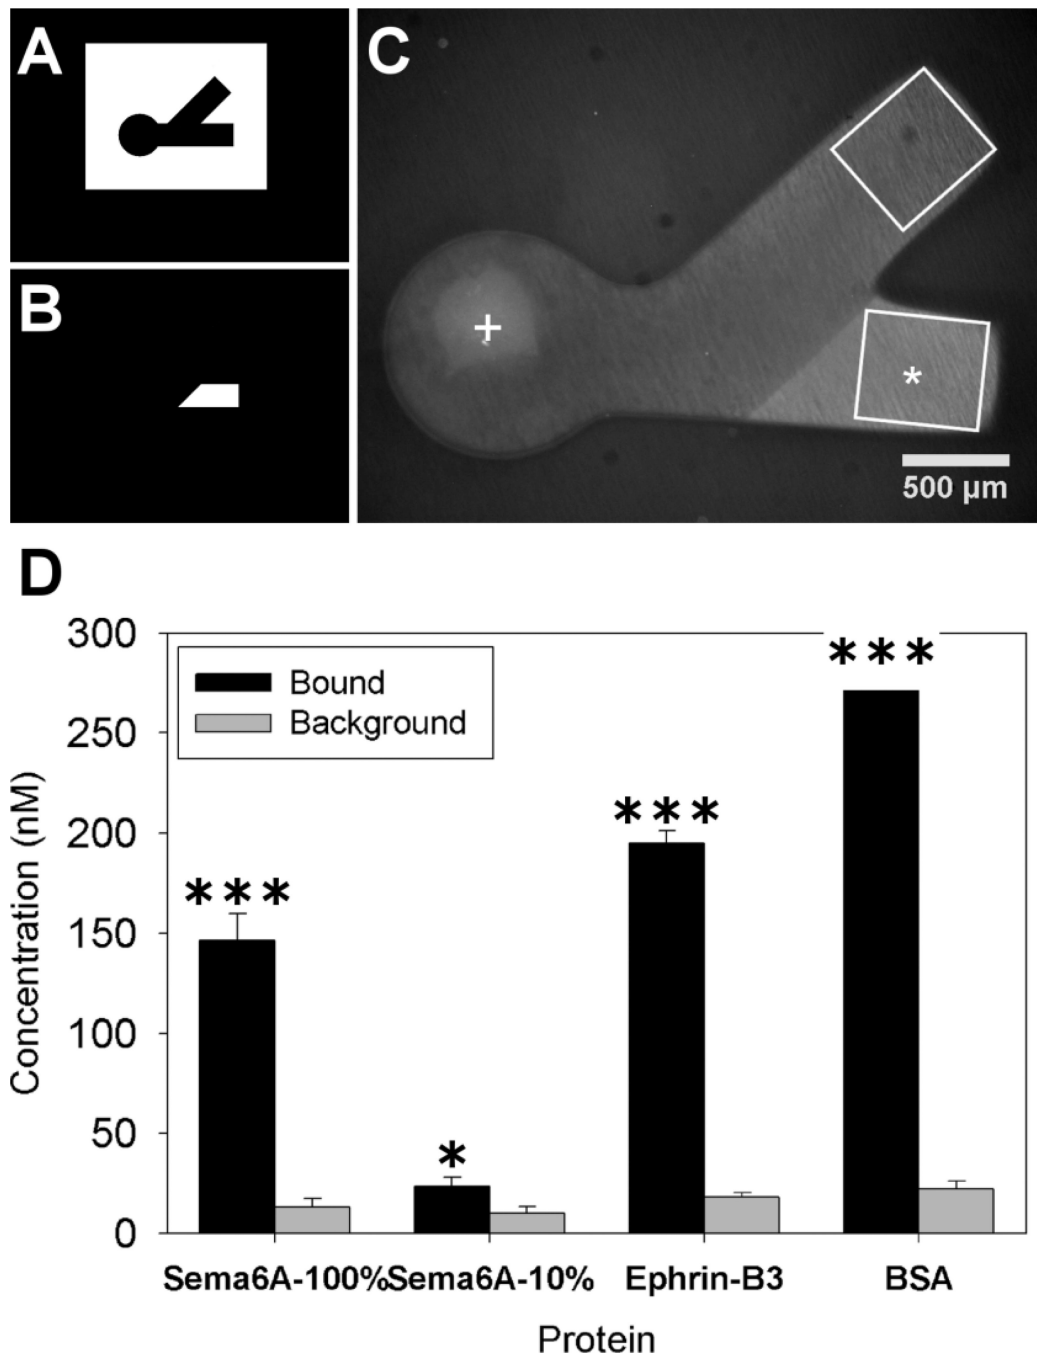 A
B
C
+
*
500 µm
D
300
250
200
150
100
50
0
Concentration (nM)
Bound
Background
***
*
***
***
Sema6A-100% Sema6A-10% Ephrin-B3 BSA
Protein